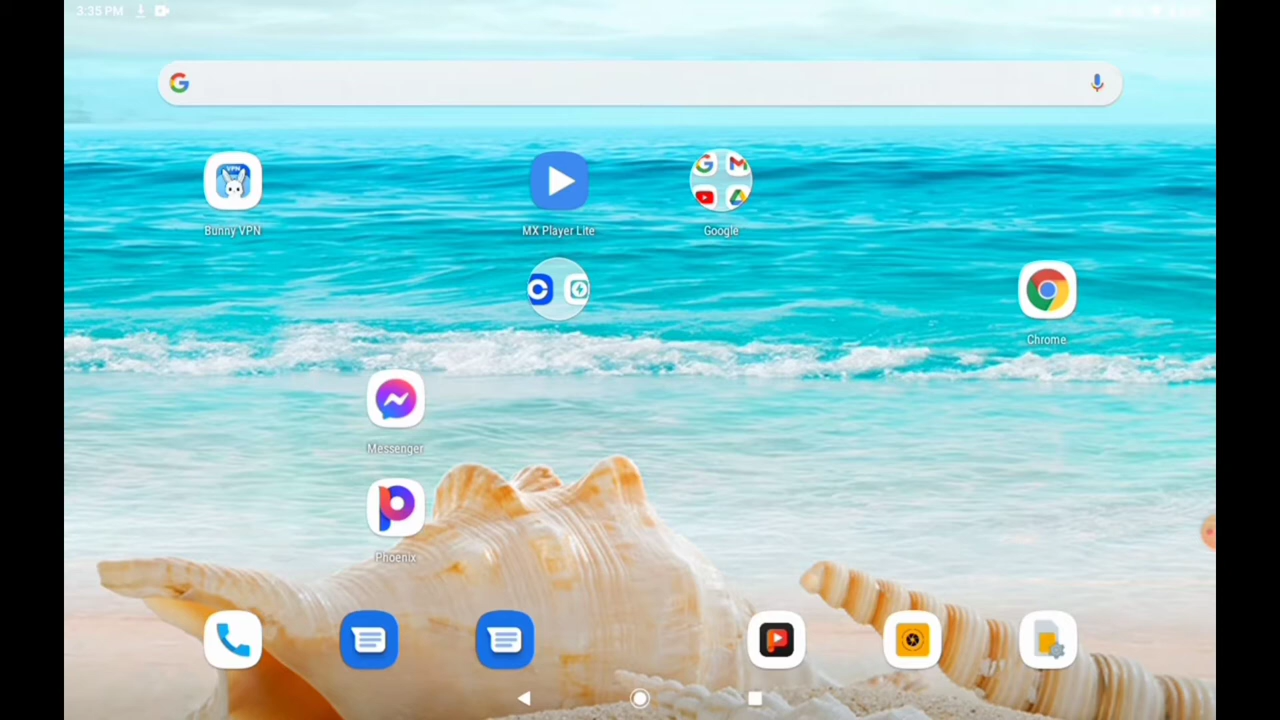 3:35 PM
Bunny VPN
MX Player Lite
Google
Chrome
Messenger
Phoenix